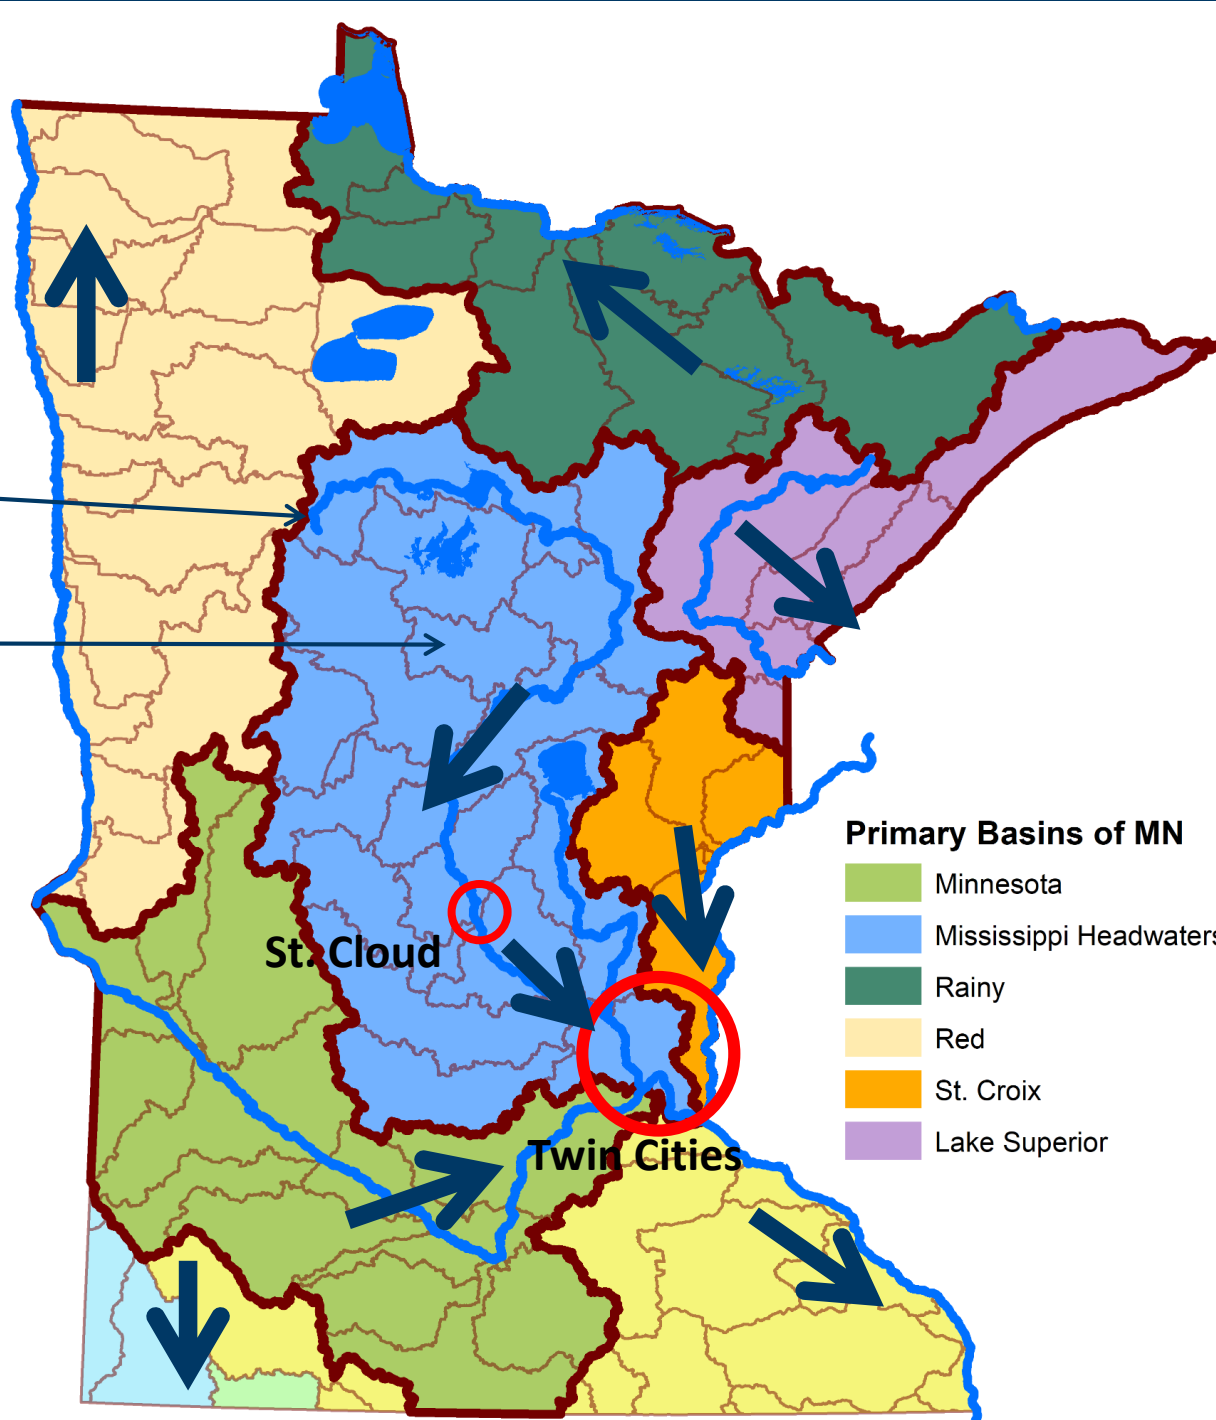 St. Cloud
Twin Cities
Primary Basins of MN
Minnesota
Mississippi Headwaters
Rainy
Red
St. Croix
Lake Superior